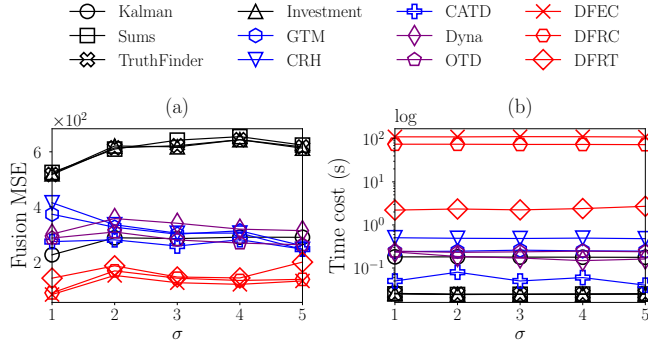 Kalman Investment CATD DFEC
Sums GTM Dyna DFRC
TruthFinder CRH OTD DFRT
(a)
×10²
Fusion MSE
6
4
2
1 2 3 4 5
σ
(b)
log
Time cost (s)
10²
10¹
10⁰
10⁻¹
1 2 3 4 5
σ